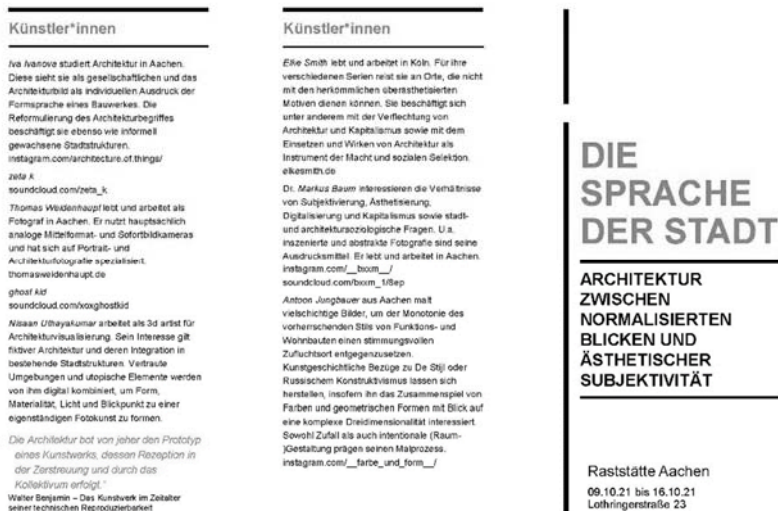 Künstler*innen
Iva Ivanova studiert Architektur in Aachen.
Diese sieht sie als gesellschaftlichen und das
Architekturbild als individuellen Ausdruck der
Formsprache eines Bauwerkes. Die
Reformulierung des Architekturbegriffes
beschäftigt sie ebenso wie informell
gewachsene Stadtstrukturen.
instagram.com/architecture.of.things/
zeta k
soundcloud.com/zeta_k
Thomas Weidenhaupt lebt und arbeitet als
Fotograf in Aachen. Er nutzt hauptsächlich
analoge Mittelformat- und Sofortbildkameras
und hat sich auf Portrait- und
Architekturfotografie spezialisiert.
thomasweidenhaupt.de
ghost kid
soundcloud.com/xoxghostkid
Nisaan Uthayakumar arbeitet als 3d artist für
Architekturvisualisierung. Sein Interesse gilt
fiktiver Architektur und deren Integration in
bestehende Stadtstrukturen. Vertraute
Umgebungen und utopische Elemente werden
von ihm digital kombiniert, um Form,
Materialität, Licht und Blickpunkt zu einer
eigenständigen Fotokunst zu formen.
Die Architektur bot von jeher den Prototyp
eines Kunstwerks, dessen Rezeption in
der Zerstreuung und durch das
Kollektivum erfolgt.“
Walter Benjamin – Das Kunstwerk im Zeitalter
seiner technischen Reproduzierbarkeit
Künstler*innen
Elke Smith lebt und arbeitet in Köln. Für ihre
verschiedenen Serien reist sie an Orte, die nicht
mit den herkömmlichen überästhetisierten
Motiven dienen können. Sie beschäftigt sich
unter anderem mit der Verflechtung von
Architektur und Kapitalismus sowie mit dem
Einsetzen und Wirken von Architektur als
Instrument der Macht und sozialen Selektion.
elkesmith.de
Dr. Markus Baum interessieren die Verhältnisse
von Subjektivierung, Ästhetisierung,
Digitalisierung und Kapitalismus sowie stadt-
und architektursoziologische Fragen. U.a.
inszenierte und abstrakte Fotografie sind seine
Ausdrucksmittel. Er lebt und arbeitet in Aachen.
instagram.com/__bxxm__/
soundcloud.com/bxxm_1/8ep
Antoon Jungbauer aus Aachen malt
vielschichtige Bilder, um der Monotonie des
vorherrschenden Stils von Funktions- und
Wohnbauten einen stimmungsvollen
Zufluchtsort entgegenzusetzen.
Kunstgeschichtliche Bezüge zu De Stijl oder
Russischem Konstruktivismus lassen sich
herstellen, insofern ihn das Zusammenspiel von
Farben und geometrischen Formen mit Blick auf
eine komplexe Dreidimensionalität interessiert.
Sowohl Zufall als auch intentionale (Raum-
)Gestaltung prägen seinen Malprozess.
instagram.com/__farbe_und_form__/
DIE
SPRACHE
DER STADT
ARCHITEKTUR
ZWISCHEN
NORMALISIERTEN
BLICKEN UND
ÄSTHETISCHER
SUBJEKTIVITÄT
Raststätte Aachen
09.10.21 bis 16.10.21
Lothringerstraße 23